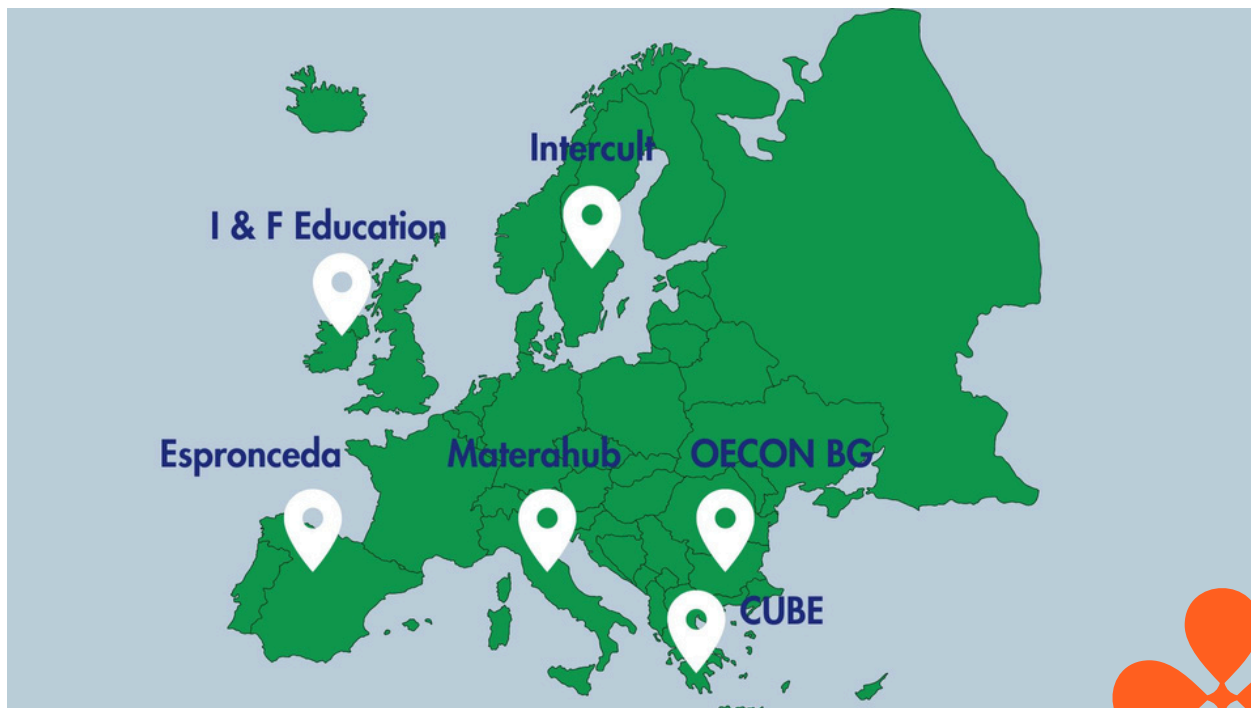 Intercult
I & F Education
Espronceda
Materahub
OECON BG
CUBE